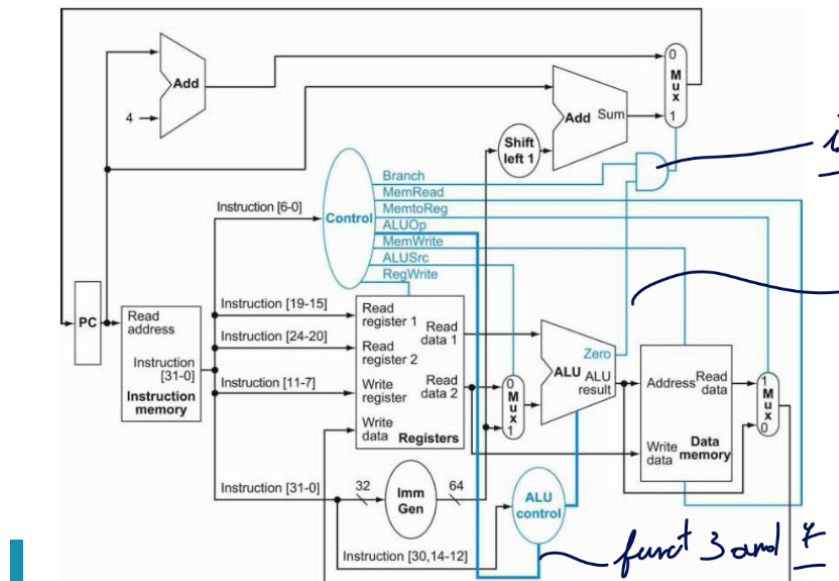 0
Add
Mux
4
Add Sum
1
Shift
left 1
Branch
MemRead
Instruction [6-0]
Control
MemtoReg
ALUOp
MemWrite
ALUSrc
RegWrite
PC
Read
address
Instruction
[31-0]
Instruction
memory
Instruction [19-15]
Read
register 1
Read
data 1
Instruction [24-20]
Read
register 2
Instruction [11-7]
Write
register
Read
data 2
Write
data
Registers
0
Mux
1
Zero
ALU
ALU
result
Address
Read
data
Write
data
Data
memory
1
Mux
0
Instruction [31-0]
32
Imm
Gen
64
ALU
control
Instruction [30,14-12]
funct 3 and 7